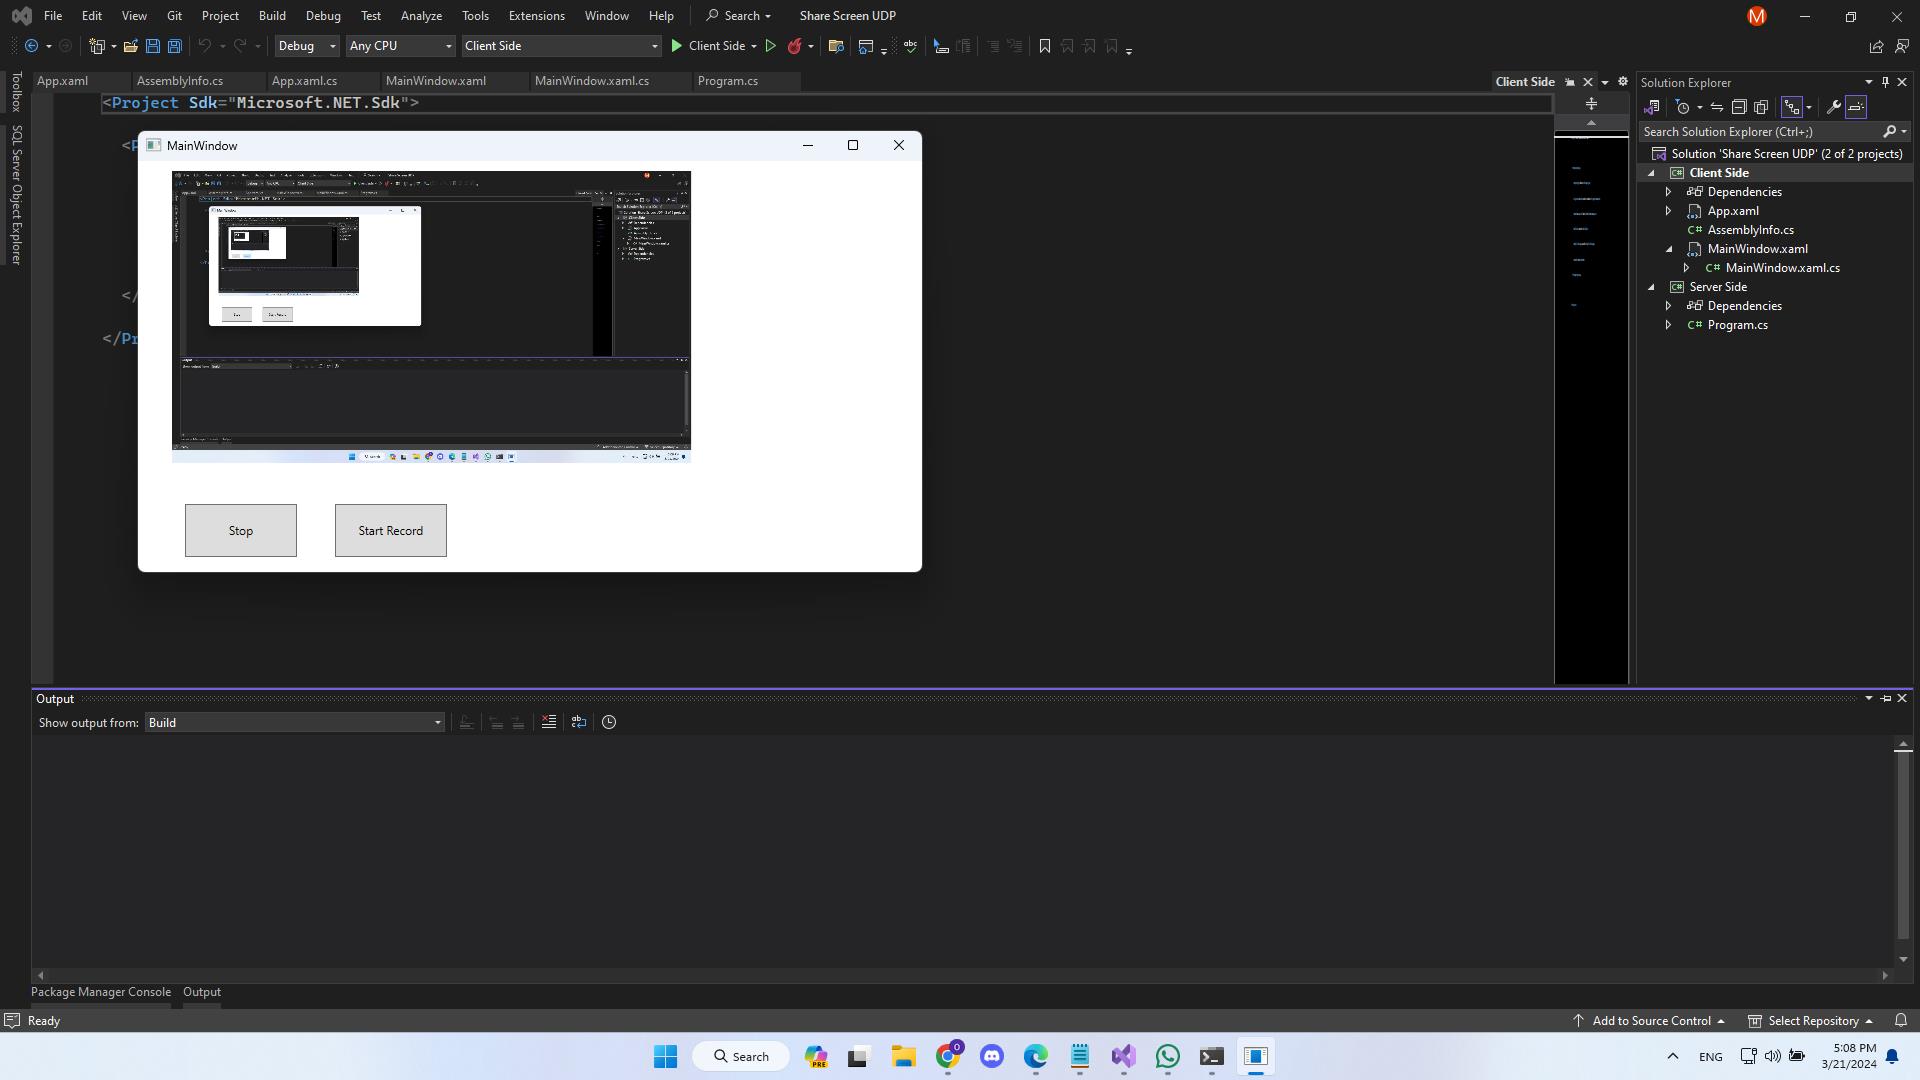 File Edit View Git Project Build Debug Test Analyze Tools Extensions Window Help Search Share Screen UDP M
Debug Any CPU Client Side Client Side
App.xaml AssemblyInfo.cs App.xaml.cs MainWindow.xaml MainWindow.xaml.cs Program.cs Client Side
Toolbox
SQL Server Object Explorer
<Project Sdk="Microsoft.NET.Sdk">
<P
</
</Pr
MainWindow
Stop
Start Record
Solution Explorer
Search Solution Explorer (Ctrl+;)
Solution 'Share Screen UDP' (2 of 2 projects)
Client Side
Dependencies
App.xaml
AssemblyInfo.cs
MainWindow.xaml
MainWindow.xaml.cs
Server Side
Dependencies
Program.cs
Output
Show output from: Build
Package Manager Console Output
Ready
Add to Source Control
Select Repository
Search
PRE
0
ENG
5:08 PM
3/21/2024